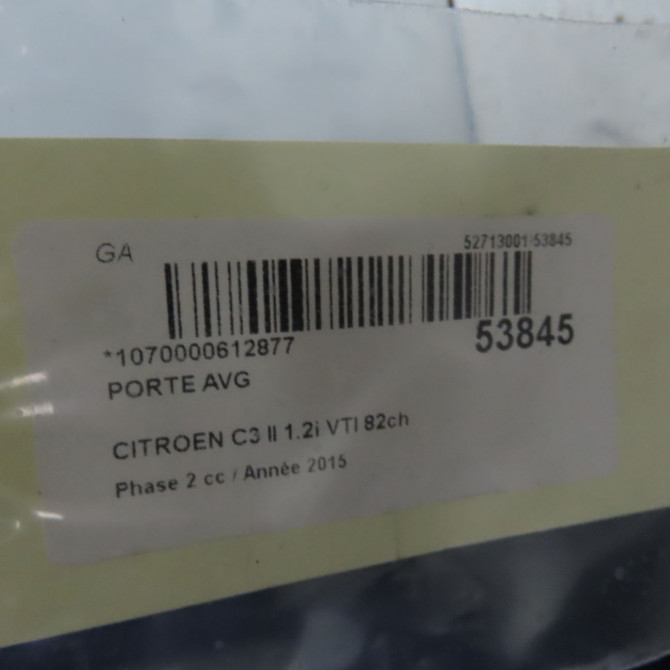 GA
52713001-53845
*1070000612877
53845
PORTE AVG
CITROEN C3 II 1.2i VTI 82ch
Phase 2 cc / Année 2015